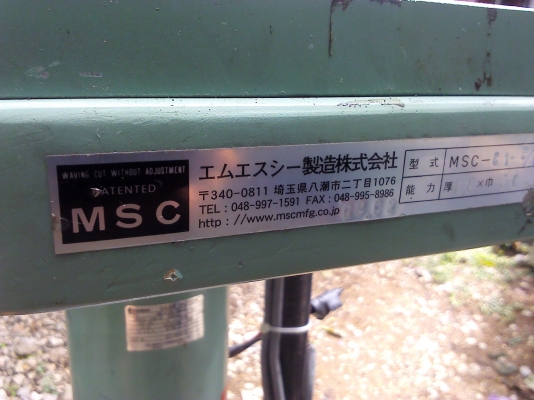 WAVING CUT WITHOUT ADJUSTMENT
PATENTED
MSC
エムエスシー製造株式会社
〒340-0811 埼玉県八潮市二丁目1076
TEL : 048-997-1591 FAX : 048-995-8986
http : //www.mscmfg.co.jp
型式 MSC-
能力 厚 ×巾